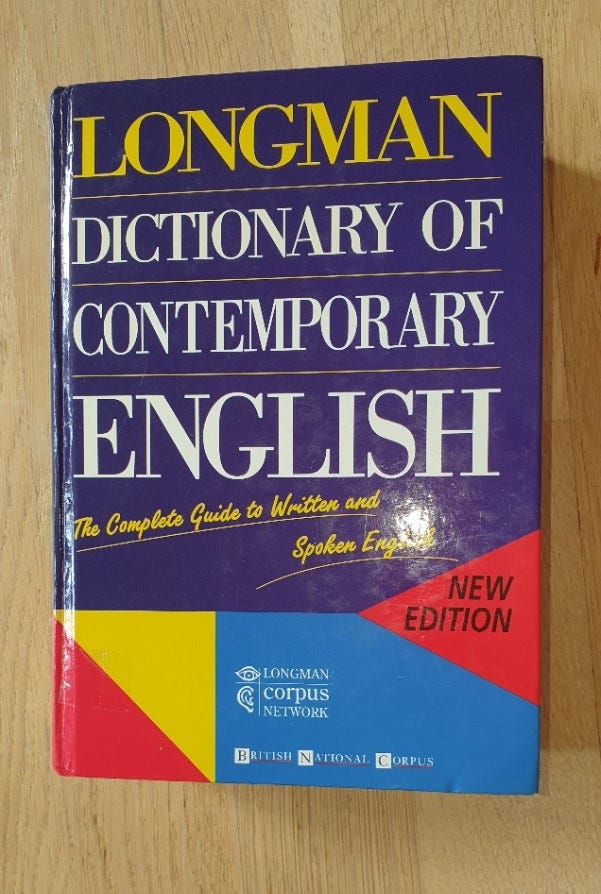 LONGMAN
DICTIONARY OF
CONTEMPORARY
ENGLISH
The Complete Guide to Written and
Spoken English
NEW
EDITION
LONGMAN
corpus
NETWORK
BRITISH NATIONAL CORPUS